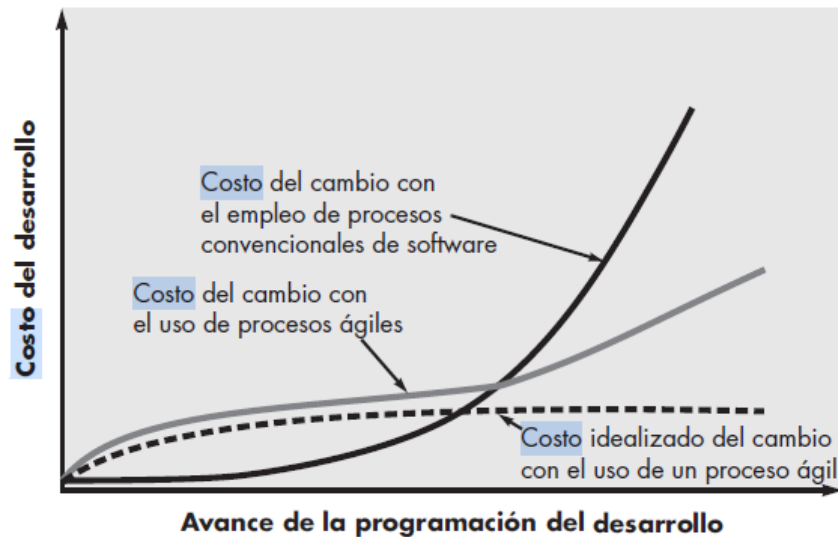 Costo del desarrollo
Costo del cambio con
el empleo de procesos
convencionales de software
Costo del cambio con
el uso de procesos ágiles
Costo idealizado del cambio
con el uso de un proceso ágil
Avance de la programación del desarrollo